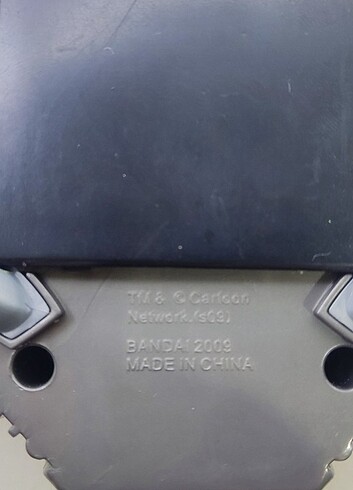 TM & © Cartoon
Network. (s09)
BANDAI 2009
MADE IN CHINA